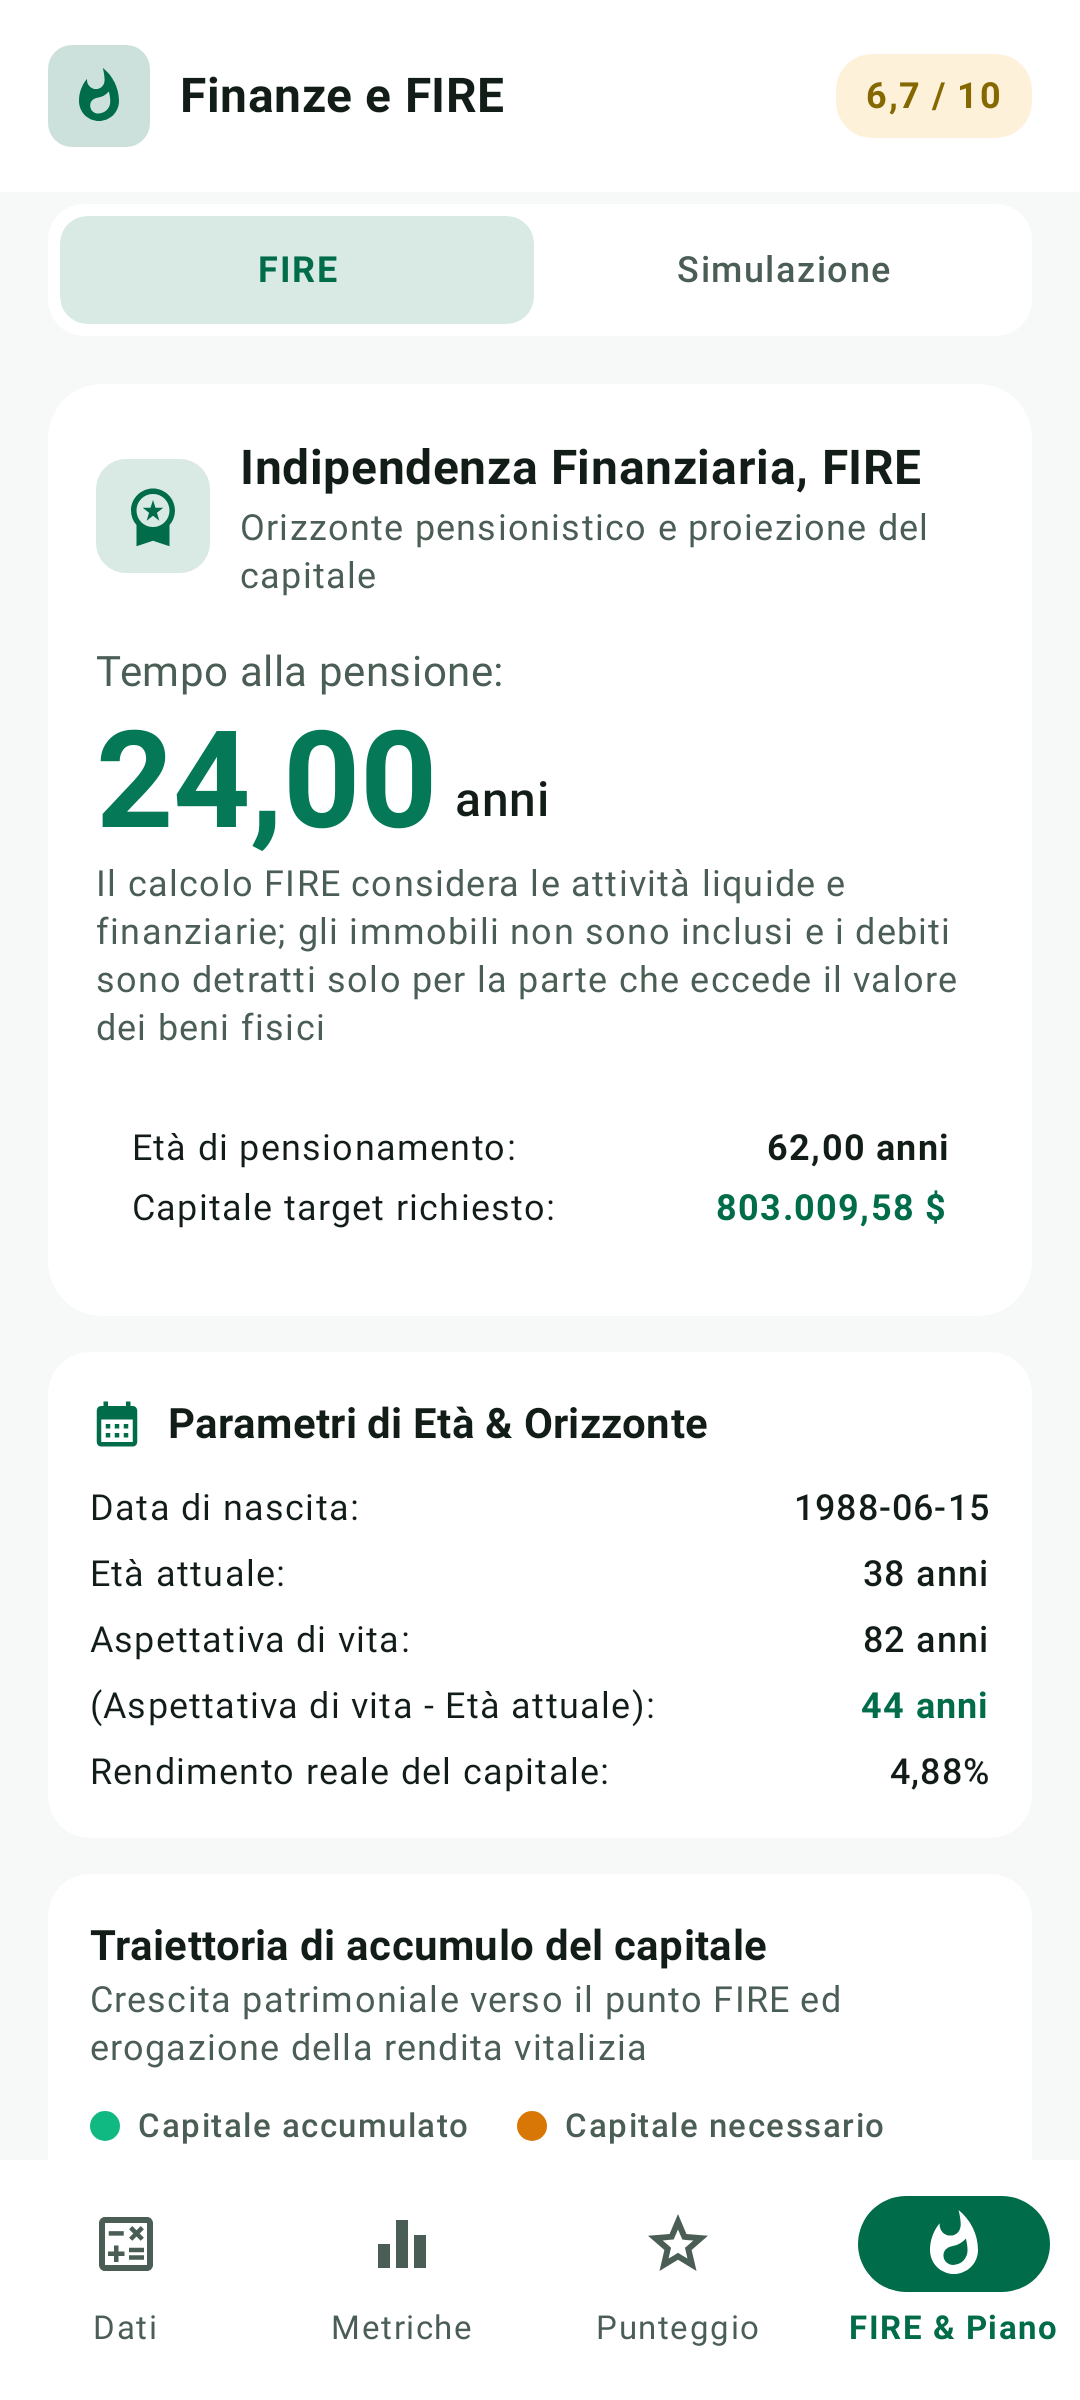 Finanze e FIRE
6,7 / 10
FIRE
Simulazione
Indipendenza Finanziaria, FIRE
Orizzonte pensionistico e proiezione del
capitale
Tempo alla pensione:
24,00 anni
Il calcolo FIRE considera le attività liquide e
finanziarie; gli immobili non sono inclusi e i debiti
sono detratti solo per la parte che eccede il valore
dei beni fisici
Età di pensionamento: 62,00 anni
Capitale target richiesto: 803.009,58 $
Parametri di Età & Orizzonte
Data di nascita: 1988-06-15
Età attuale: 38 anni
Aspettativa di vita: 82 anni
(Aspettativa di vita - Età attuale): 44 anni
Rendimento reale del capitale: 4,88%
Traiettoria di accumulo del capitale
Crescita patrimoniale verso il punto FIRE ed
erogazione della rendita vitalizia
Capitale accumulato
Capitale necessario
Dati
Metriche
Punteggio
FIRE & Piano